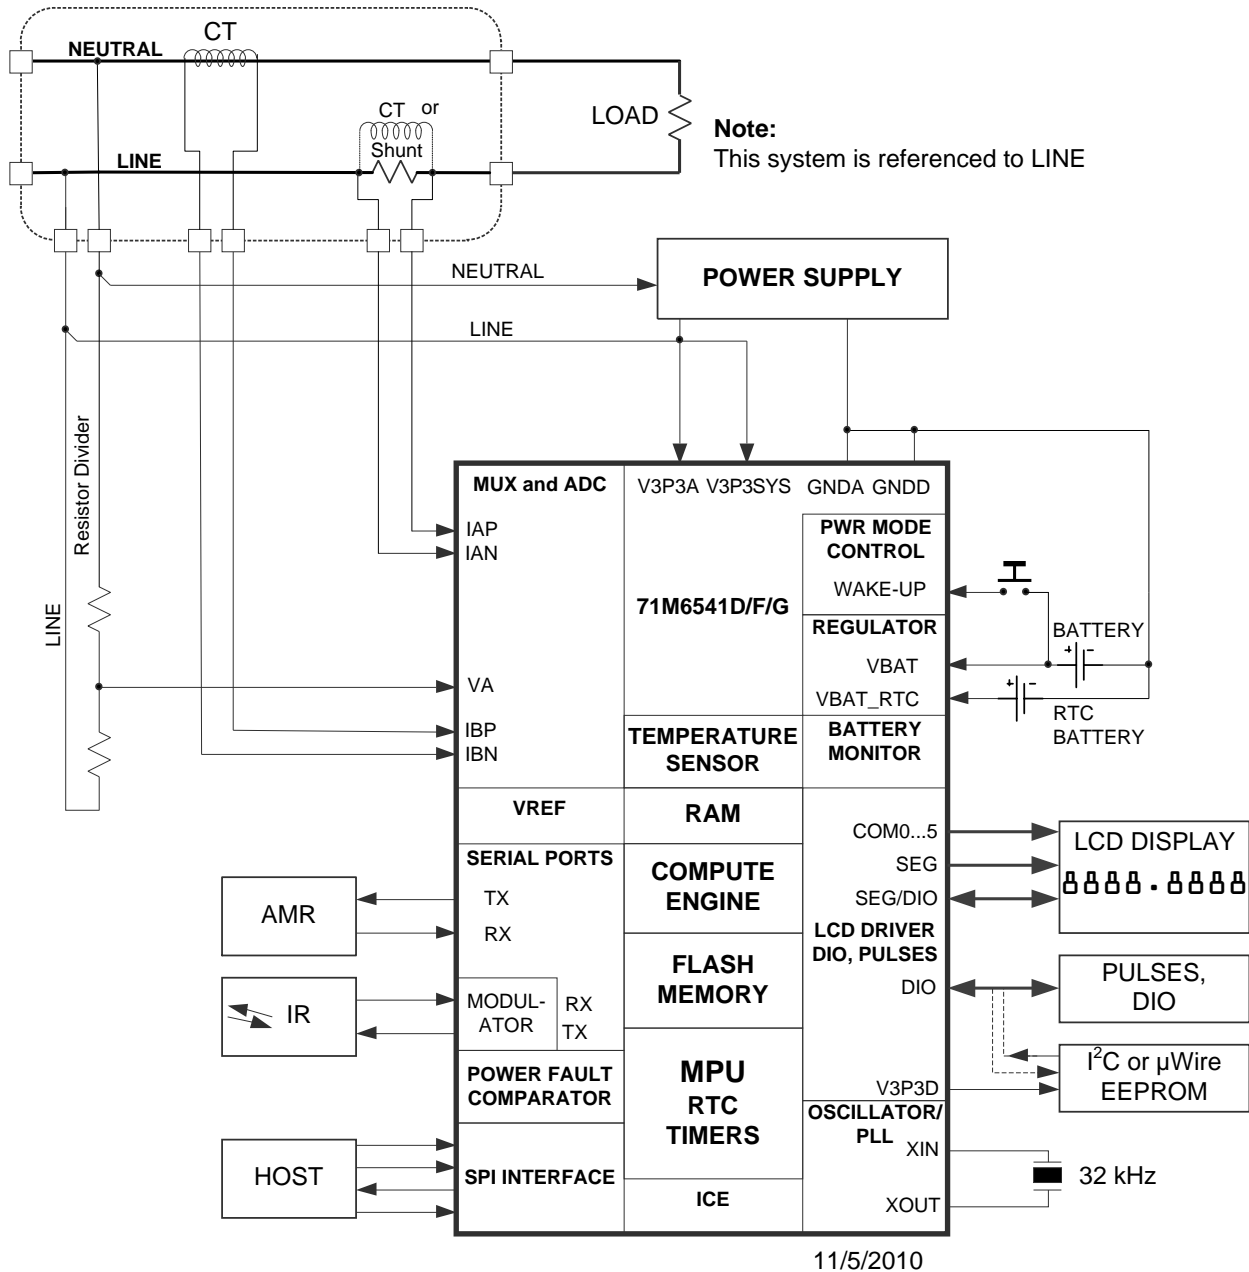 CT
NEUTRAL
CT or
Shunt
LINE
LOAD
Note:
This system is referenced to LINE
NEUTRAL
POWER SUPPLY
LINE
Resistor Divider
LINE
MUX and ADC
V3P3A V3P3SYS GNDA GNDD
IAP
IAN
PWR MODE
CONTROL
WAKE-UP
71M6541D/F/G
REGULATOR
BATTERY
+ -
VBAT
VA
VBAT_RTC
+ -
RTC
BATTERY
IBP
IBN
TEMPERATURE
SENSOR
BATTERY
MONITOR
VREF
RAM
COM0...5
LCD DISPLAY
SERIAL PORTS
COMPUTE
ENGINE
SEG
8888.8888
SEG/DIO
AMR
TX
RX
LCD DRIVER
DIO, PULSES
FLASH
MEMORY
DIO
PULSES,
DIO
IR
MODUL-
ATOR
RX
TX
MPU
RTC
TIMERS
I²C or µWire
EEPROM
POWER FAULT
COMPARATOR
V3P3D
OSCILLATOR/
PLL
XIN
HOST
SPI INTERFACE
32 kHz
ICE
XOUT
11/5/2010